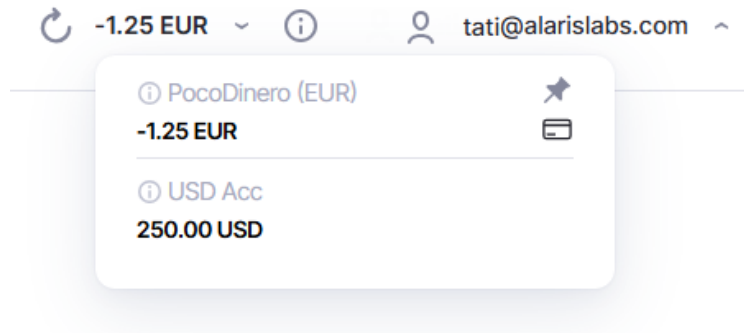 -1.25 EUR
tati@alarislabs.com
PocoDinero (EUR)
-1.25 EUR
USD Acc
250.00 USD